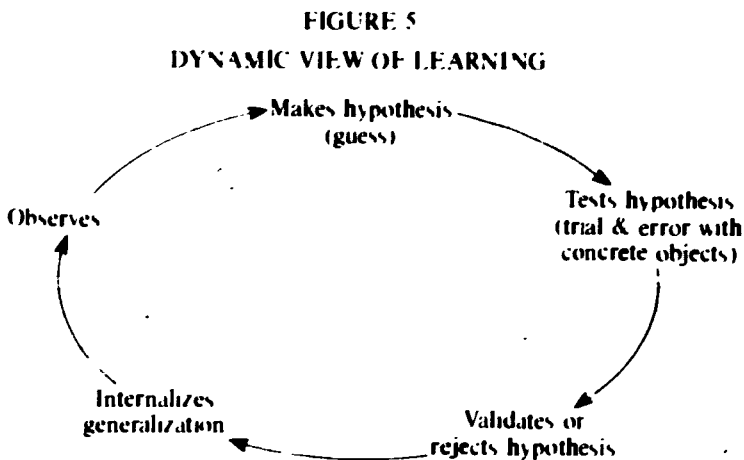 FIGURE 5
DYNAMIC VIEW OF LEARNING
Makes hypothesis
(guess)
Tests hypothesis
(trial & error with
concrete objects)
Validates or
rejects hypothesis
Internalizes
generalization
Observes